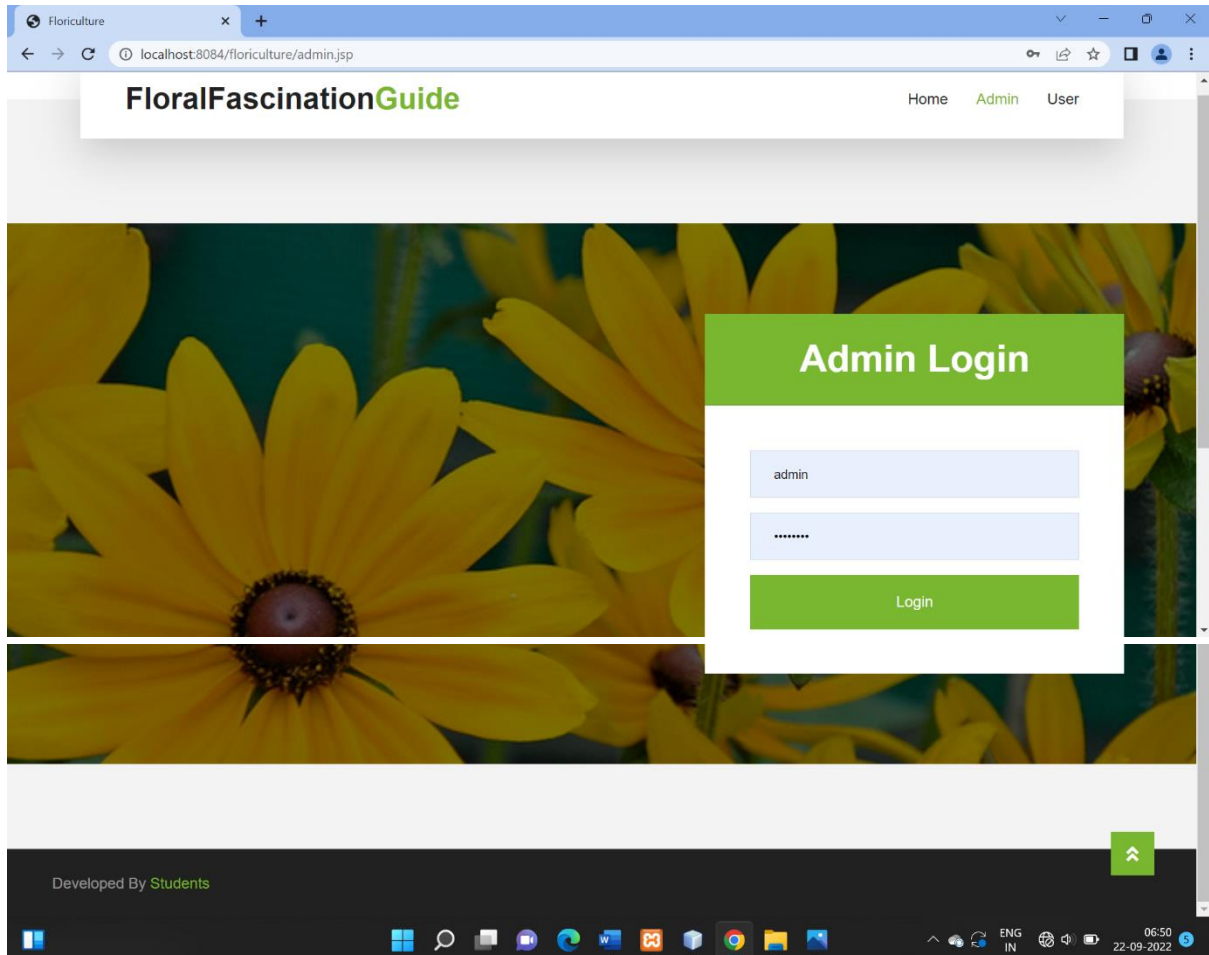 Floriculture
localhost:8084/floriculture/admin.jsp
FloralFascinationGuide
Home Admin User
Admin Login
admin
••••••••
Login
Developed By Students
ENG
IN
06:50
22-09-2022
5